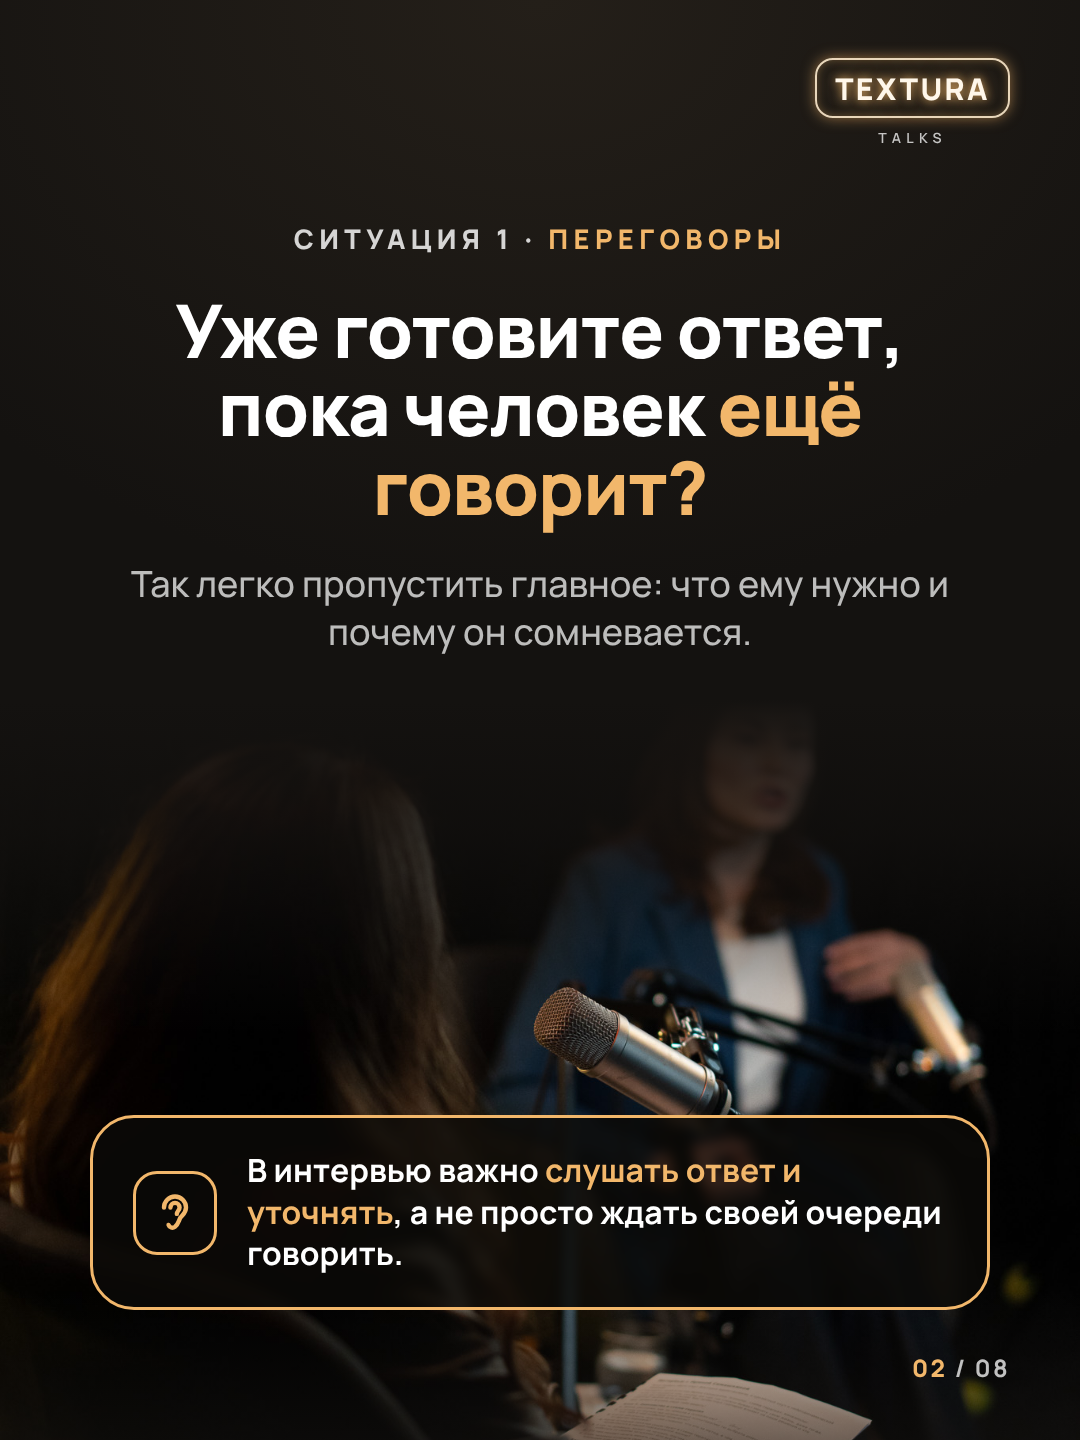 TEXTURA
TALKS
СИТУАЦИЯ 1 · ПЕРЕГОВОРЫ
Уже готовите ответ,
пока человек ещё
говорит?
Так легко пропустить главное: что ему нужно и
почему он сомневается.
В интервью важно слушать ответ и
уточнять, а не просто ждать своей очереди
говорить.
02 / 08